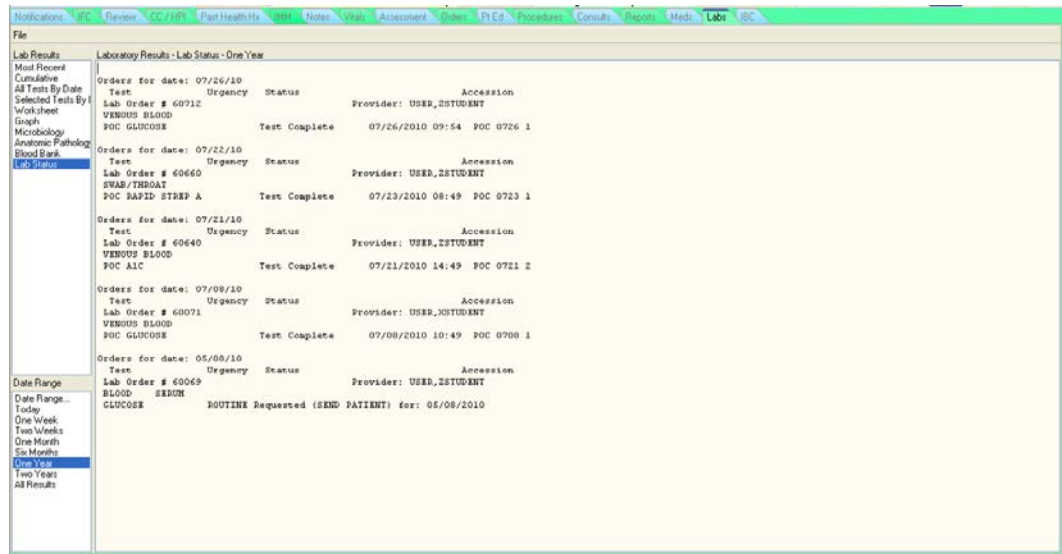 Notifications IFC Review CC / HPI Past Health Hx IMM Notes Vitals Assessment Orders Pt Ed Procedures Consults Reports Meds Labs IBC
File
Lab Results
Most Recent
Cumulative
All Tests By Date
Selected Tests By
Worksheet
Graph
Microbiology
Anatomic Pathology
Blood Bank
Lab Status
Date Range
Date Range...
Today
One Week
Two Weeks
One Month
Six Months
One Year
Two Years
All Results
Laboratory Results - Lab Status - One Year
Orders for date: 07/26/10
Test Urgency Status Accession
Lab Order # 60712 Provider: USER,ZSTUDENT
VENOUS BLOOD
POC GLUCOSE Test Complete 07/26/2010 09:54 POC 0726 1
Orders for date: 07/22/10
Test Urgency Status Accession
Lab Order # 60660 Provider: USER,ZSTUDENT
SWAB/THROAT
POC RAPID STREP A Test Complete 07/23/2010 08:49 POC 0723 1
Orders for date: 07/21/10
Test Urgency Status Accession
Lab Order # 60640 Provider: USER,ZSTUDENT
VENOUS BLOOD
POC A1C Test Complete 07/21/2010 14:49 POC 0721 2
Orders for date: 07/08/10
Test Urgency Status Accession
Lab Order # 60071 Provider: USER,XSTUDENT
VENOUS BLOOD
POC GLUCOSE Test Complete 07/08/2010 10:49 POC 0708 1
Orders for date: 05/08/10
Test Urgency Status Accession
Lab Order # 60069 Provider: USER,ZSTUDENT
BLOOD SERUM
GLUCOSE ROUTINE Requested (SEND PATIENT) for: 05/08/2010